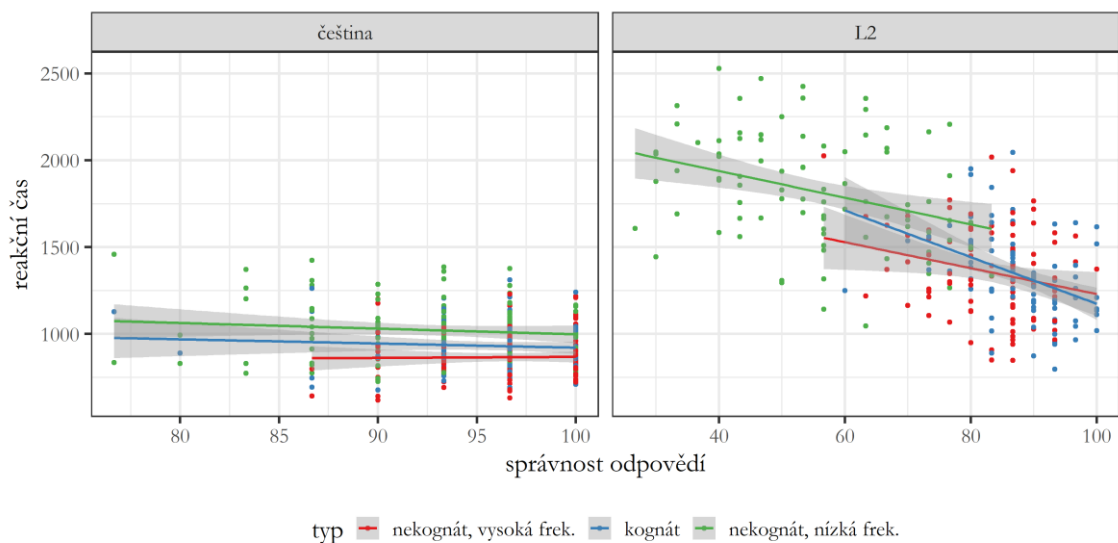 čeština
L2
2500
2000
1500
1000
reakční čas
80 85 90 95 100
40 60 80 100
správnost odpovědí
typ nekognát, vysoká frek. kognát nekognát, nízká frek.